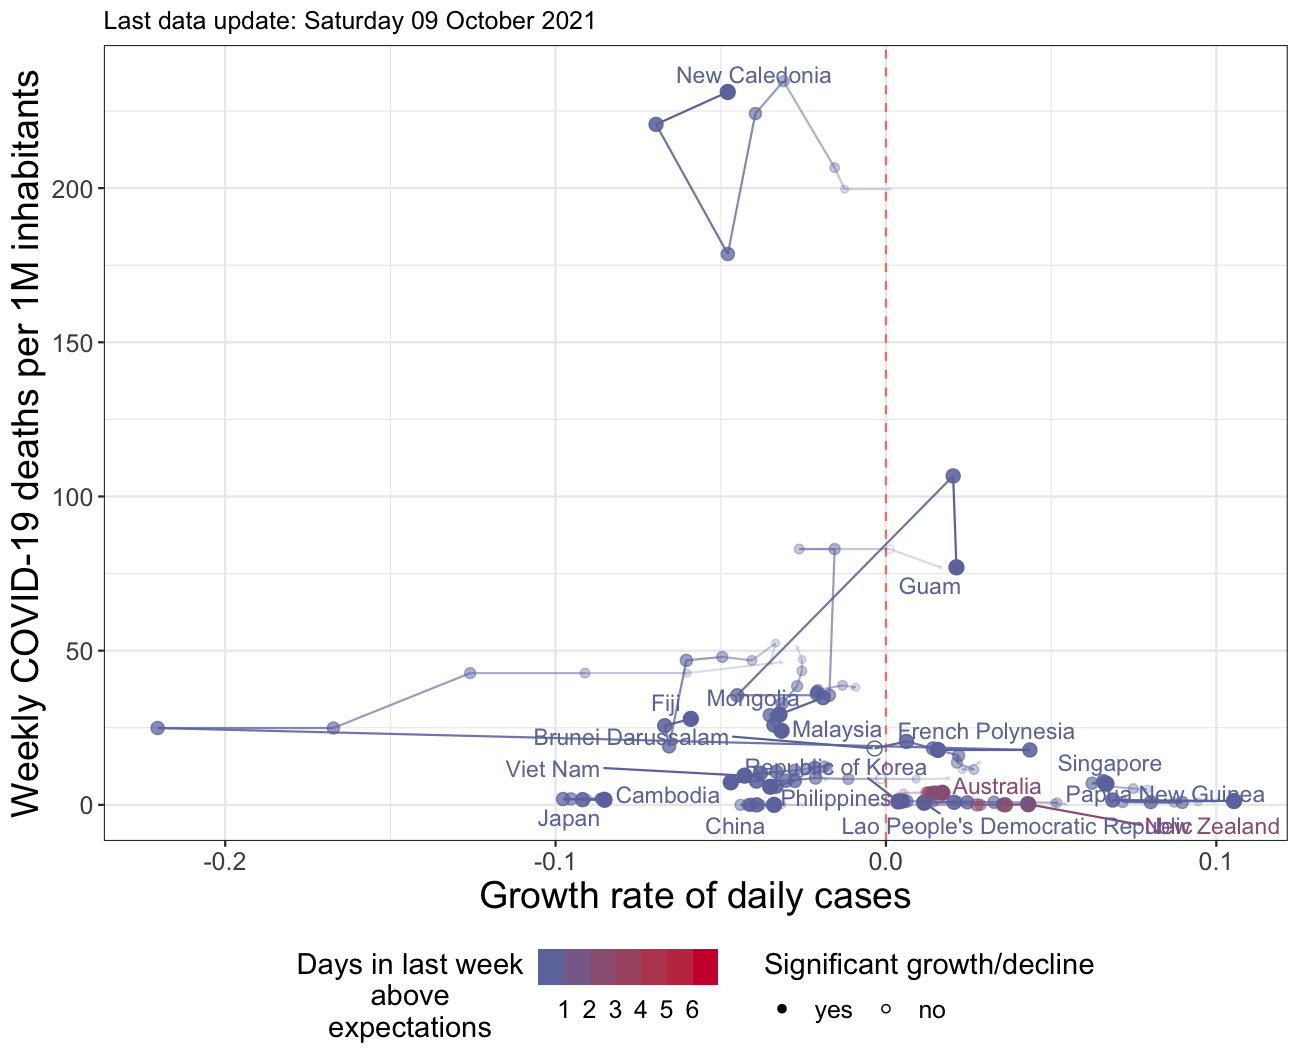 Last data update: Saturday 09 October 2021
Weekly COVID-19 deaths per 1M inhabitants
200
150
100
50
0
New Caledonia
Guam
Fiji
Mongolia
Malaysia
French Polynesia
Brunei Darussalam
Viet Nam
Republic of Korea
Singapore
Cambodia
Philippines
Australia
Papua New Guinea
Japan
China
Lao People's Democratic Republic
New Zealand
-0.2
-0.1
0.0
0.1
Growth rate of daily cases
Days in last week
above
expectations
1 2 3 4 5 6
Significant growth/decline
yes
no